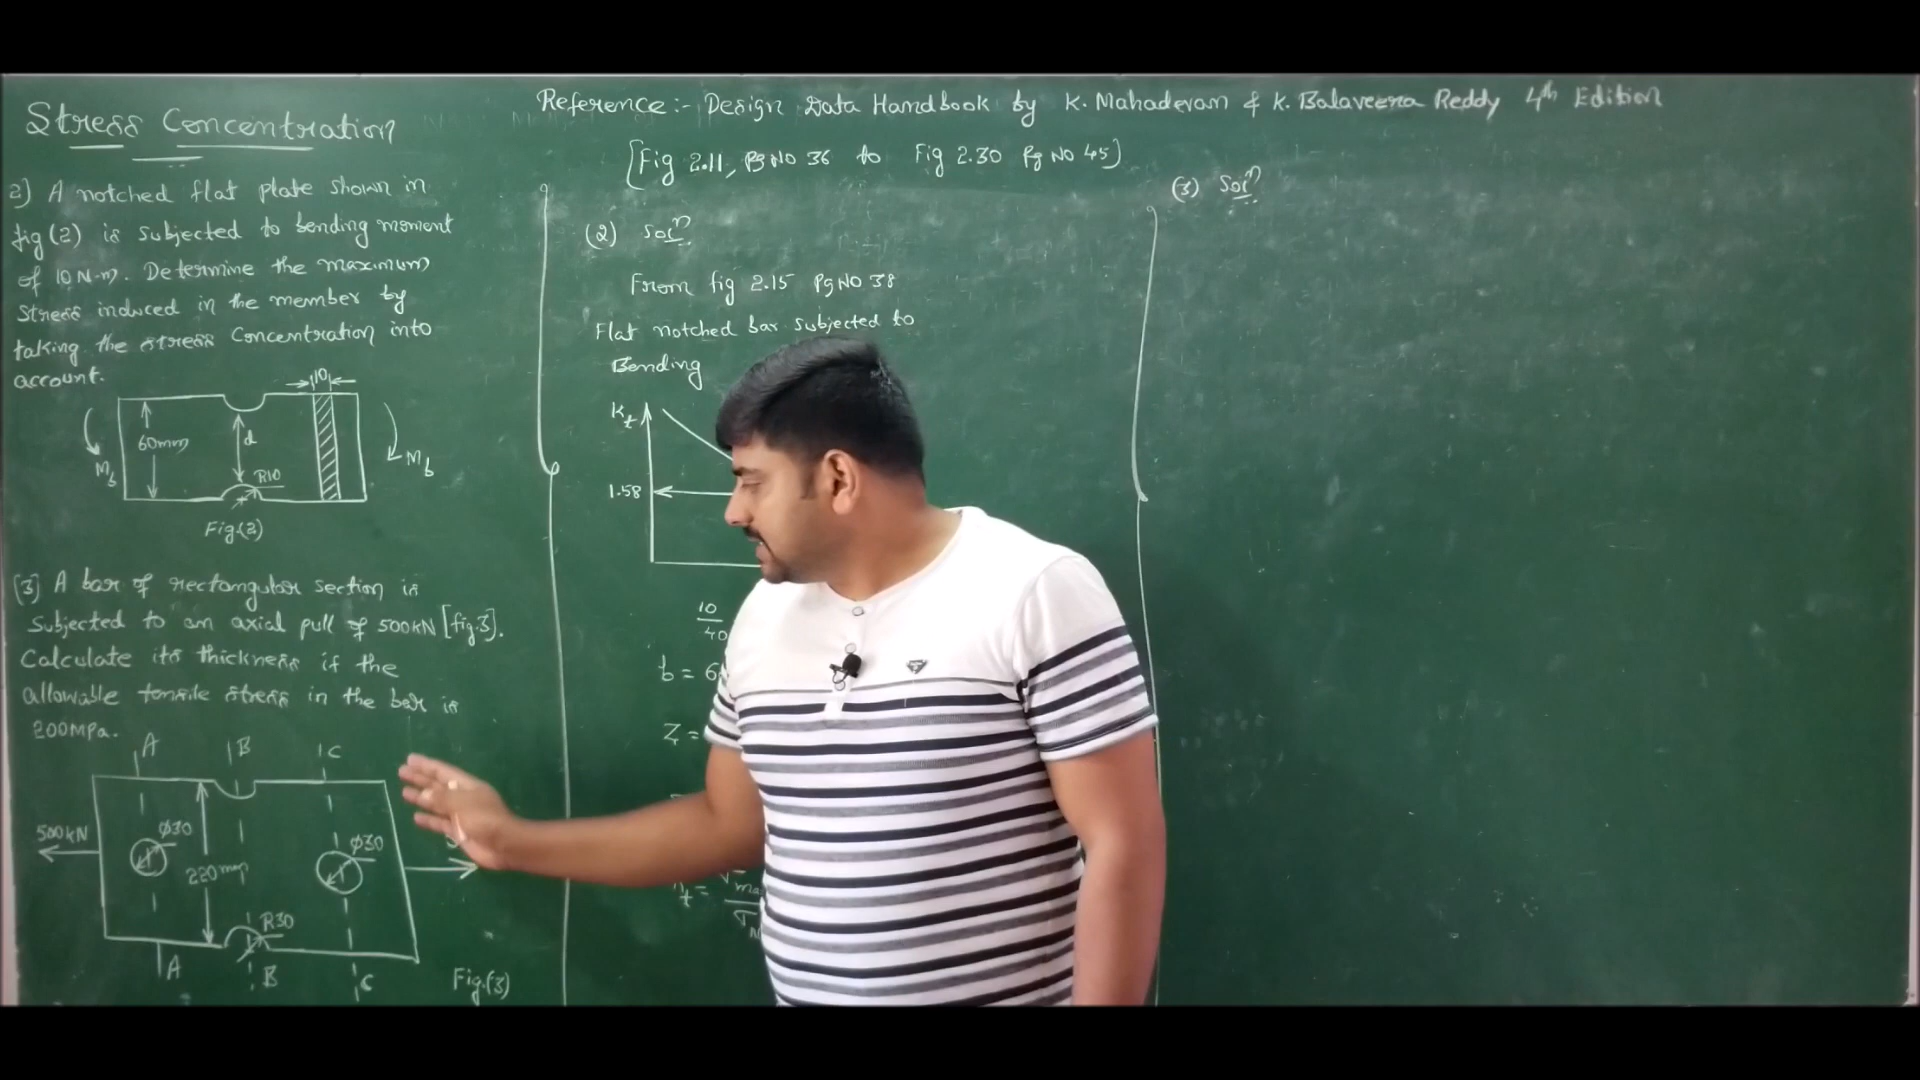 Stress Concentration
Reference:- Design Data Handbook by K. Mahadevan & K. Balaveera Reddy 4th Edition
[Fig 2.11, Pg NO 36 to Fig 2.30 Pg NO 45]
2) A notched flat plate shown in
fig (2) is subjected to bending moment
of 10 N-m. Determine the maximum
stress induced in the member by
taking the stress Concentration into
account.
10
60mm
d
R10
Mb
Mb
Fig.(2)
(3) A bar of rectangular section is
subjected to an axial pull of 500kN [fig.3].
Calculate its thickness if the
allowable tensile stress in the bar is
200MPa.
A
B
C
500kN
φ30
220mm
φ30
R30
A
B
C
Fig.(3)
(2) Soln
From fig 2.15 Pg NO 38
Flat notched bar subjected to
Bending
Kt
1.58
10
40
b = 6
Z =
(3) Soln